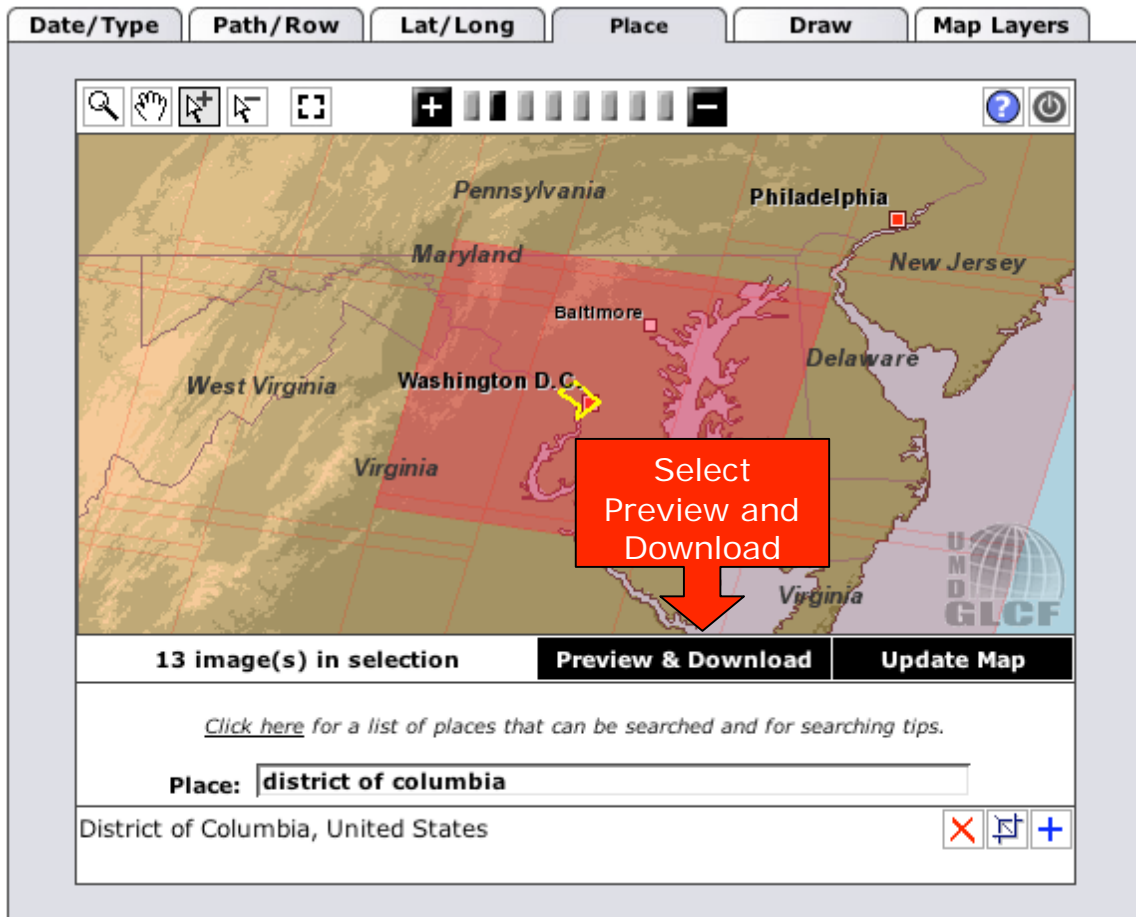 Date/Type
Path/Row
Lat/Long
Place
Draw
Map Layers
+
−
?
Pennsylvania
Philadelphia
Maryland
New Jersey
Baltimore
Delaware
West Virginia
Washington D.C.
Virginia
Select
Preview and
Download
Virginia
UMD
GLCF
13 image(s) in selection
Preview & Download
Update Map
Click here for a list of places that can be searched and for searching tips.
Place: district of columbia
District of Columbia, United States